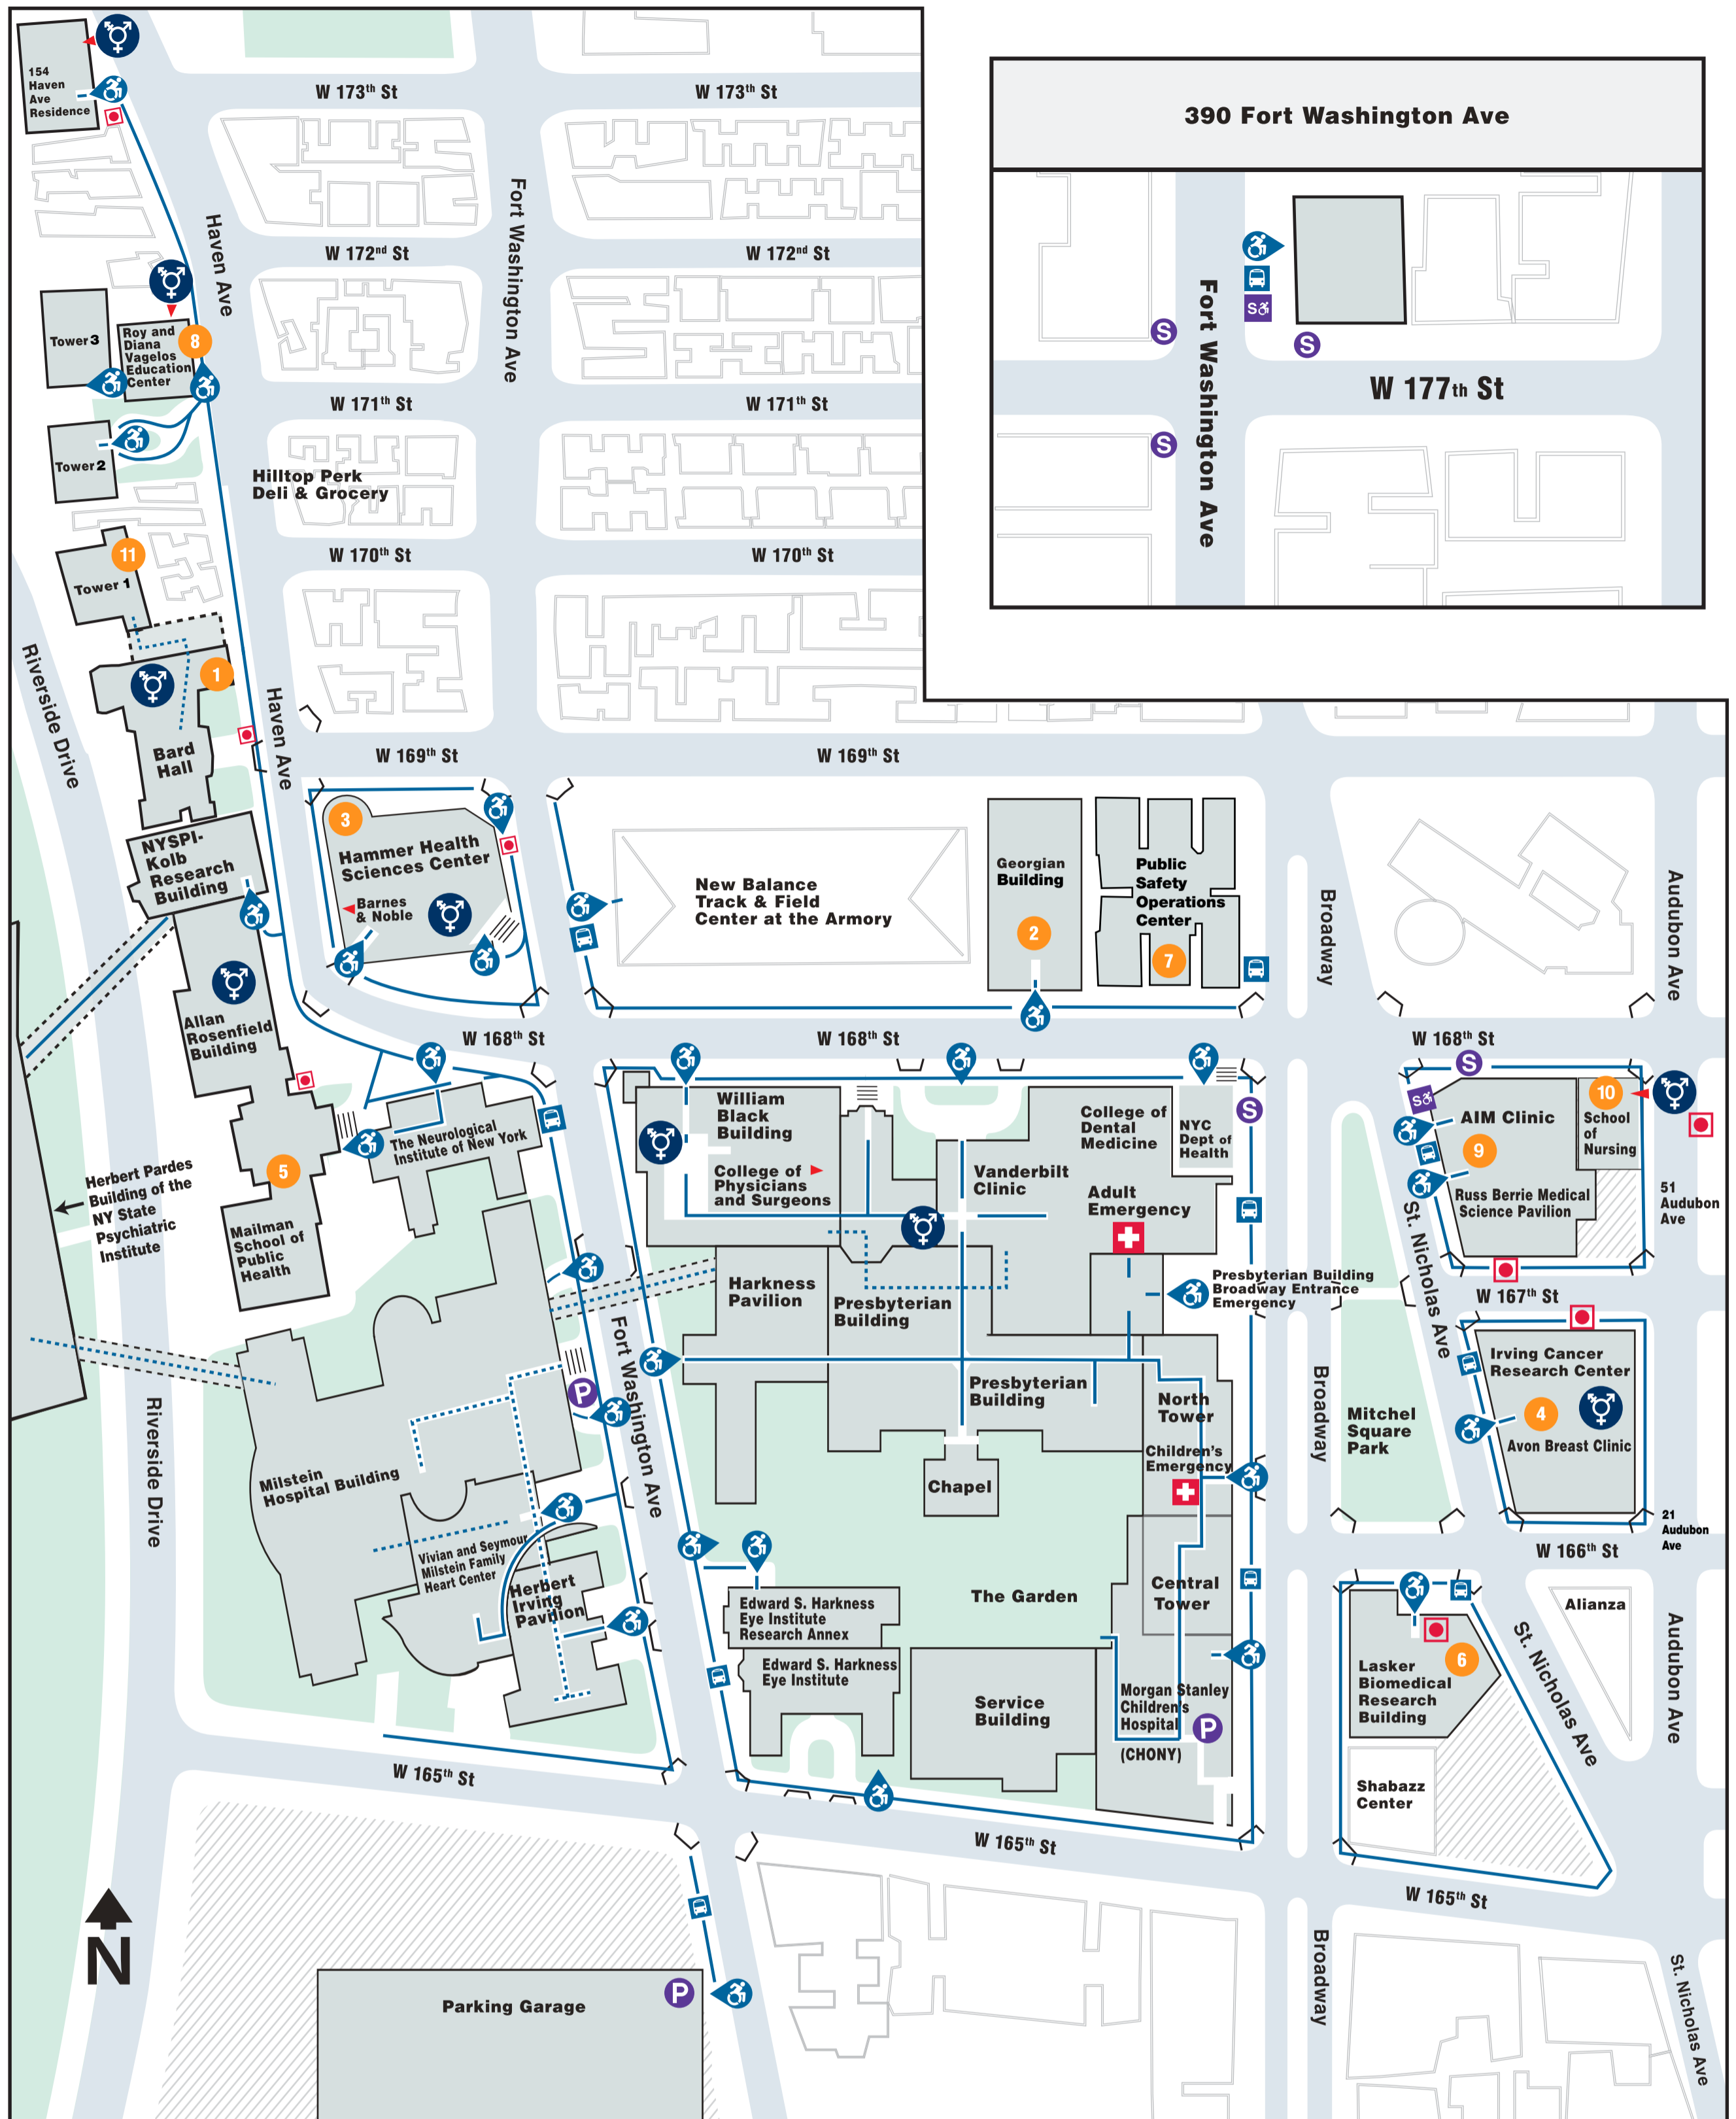 154
Haven
Ave
Residence
W 173th St
W 173th St
390 Fort Washington Ave
Haven Ave
Fort Washington Ave
W 172nd St
W 172nd St
Fort Washington Ave
S
S
S
S
W 177th St
Tower 3
Roy and
Diana
Vagelos
Education
Center
8
W 171th St
W 171th St
Tower 2
Hilltop Perk
Deli & Grocery
W 170th St
W 170th St
11
Tower 1
Riverside Drive
1
Bard
Hall
Haven Ave
W 169th St
W 169th St
NYSPI-
Kolb
Research
Building
3
Hammer Health
Sciences Center
Barnes
& Noble
New Balance
Track & Field
Center at the Armory
Georgian
Building
2
Public
Safety
Operations
Center
7
Broadway
Audubon Ave
Allan
Rosenfield
Building
W 168th St
W 168th St
W 168th St
S
S
S
Herbert Pardes
Building of the
NY State
Psychiatric
Institute
5
Mailman
School of
Public
Health
The Neurological
Institute of New York
William
Black
Building
College of
Physicians
and Surgeons
College of
Dental
Medicine
NYC
Dept of
Health
Vanderbilt
Clinic
Adult
Emergency
AIM Clinic
9
Russ Berrie Medical
Science Pavilion
10
School
of
Nursing
51
Audubon
Ave
St. Nicholas Ave
Presbyterian Building
Broadway Entrance
Emergency
W 167th St
Harkness
Pavilion
Presbyterian
Building
Presbyterian
Building
Fort Washington Ave
North
Tower
Children's
Emergency
Broadway
Mitchel
Square
Park
Irving Cancer
Research Center
4
Avon Breast Clinic
21
Audubon
Ave
W 166th St
Riverside Drive
P
Milstein
Hospital Building
Vivian and Seymour
Milstein Family
Heart Center
Herbert
Irving
Pavilion
Chapel
The Garden
Central
Tower
Edward S. Harkness
Eye Institute
Research Annex
Edward S. Harkness
Eye Institute
Service
Building
Morgan Stanley
Children's
Hospital
P
(CHONY)
6
Lasker
Biomedical
Research
Building
Shabazz
Center
Alianza
St. Nicholas Ave
Audubon Ave
W 165th St
W 165th St
W 165th St
N
Parking Garage
P
Broadway
St. Nicholas Ave